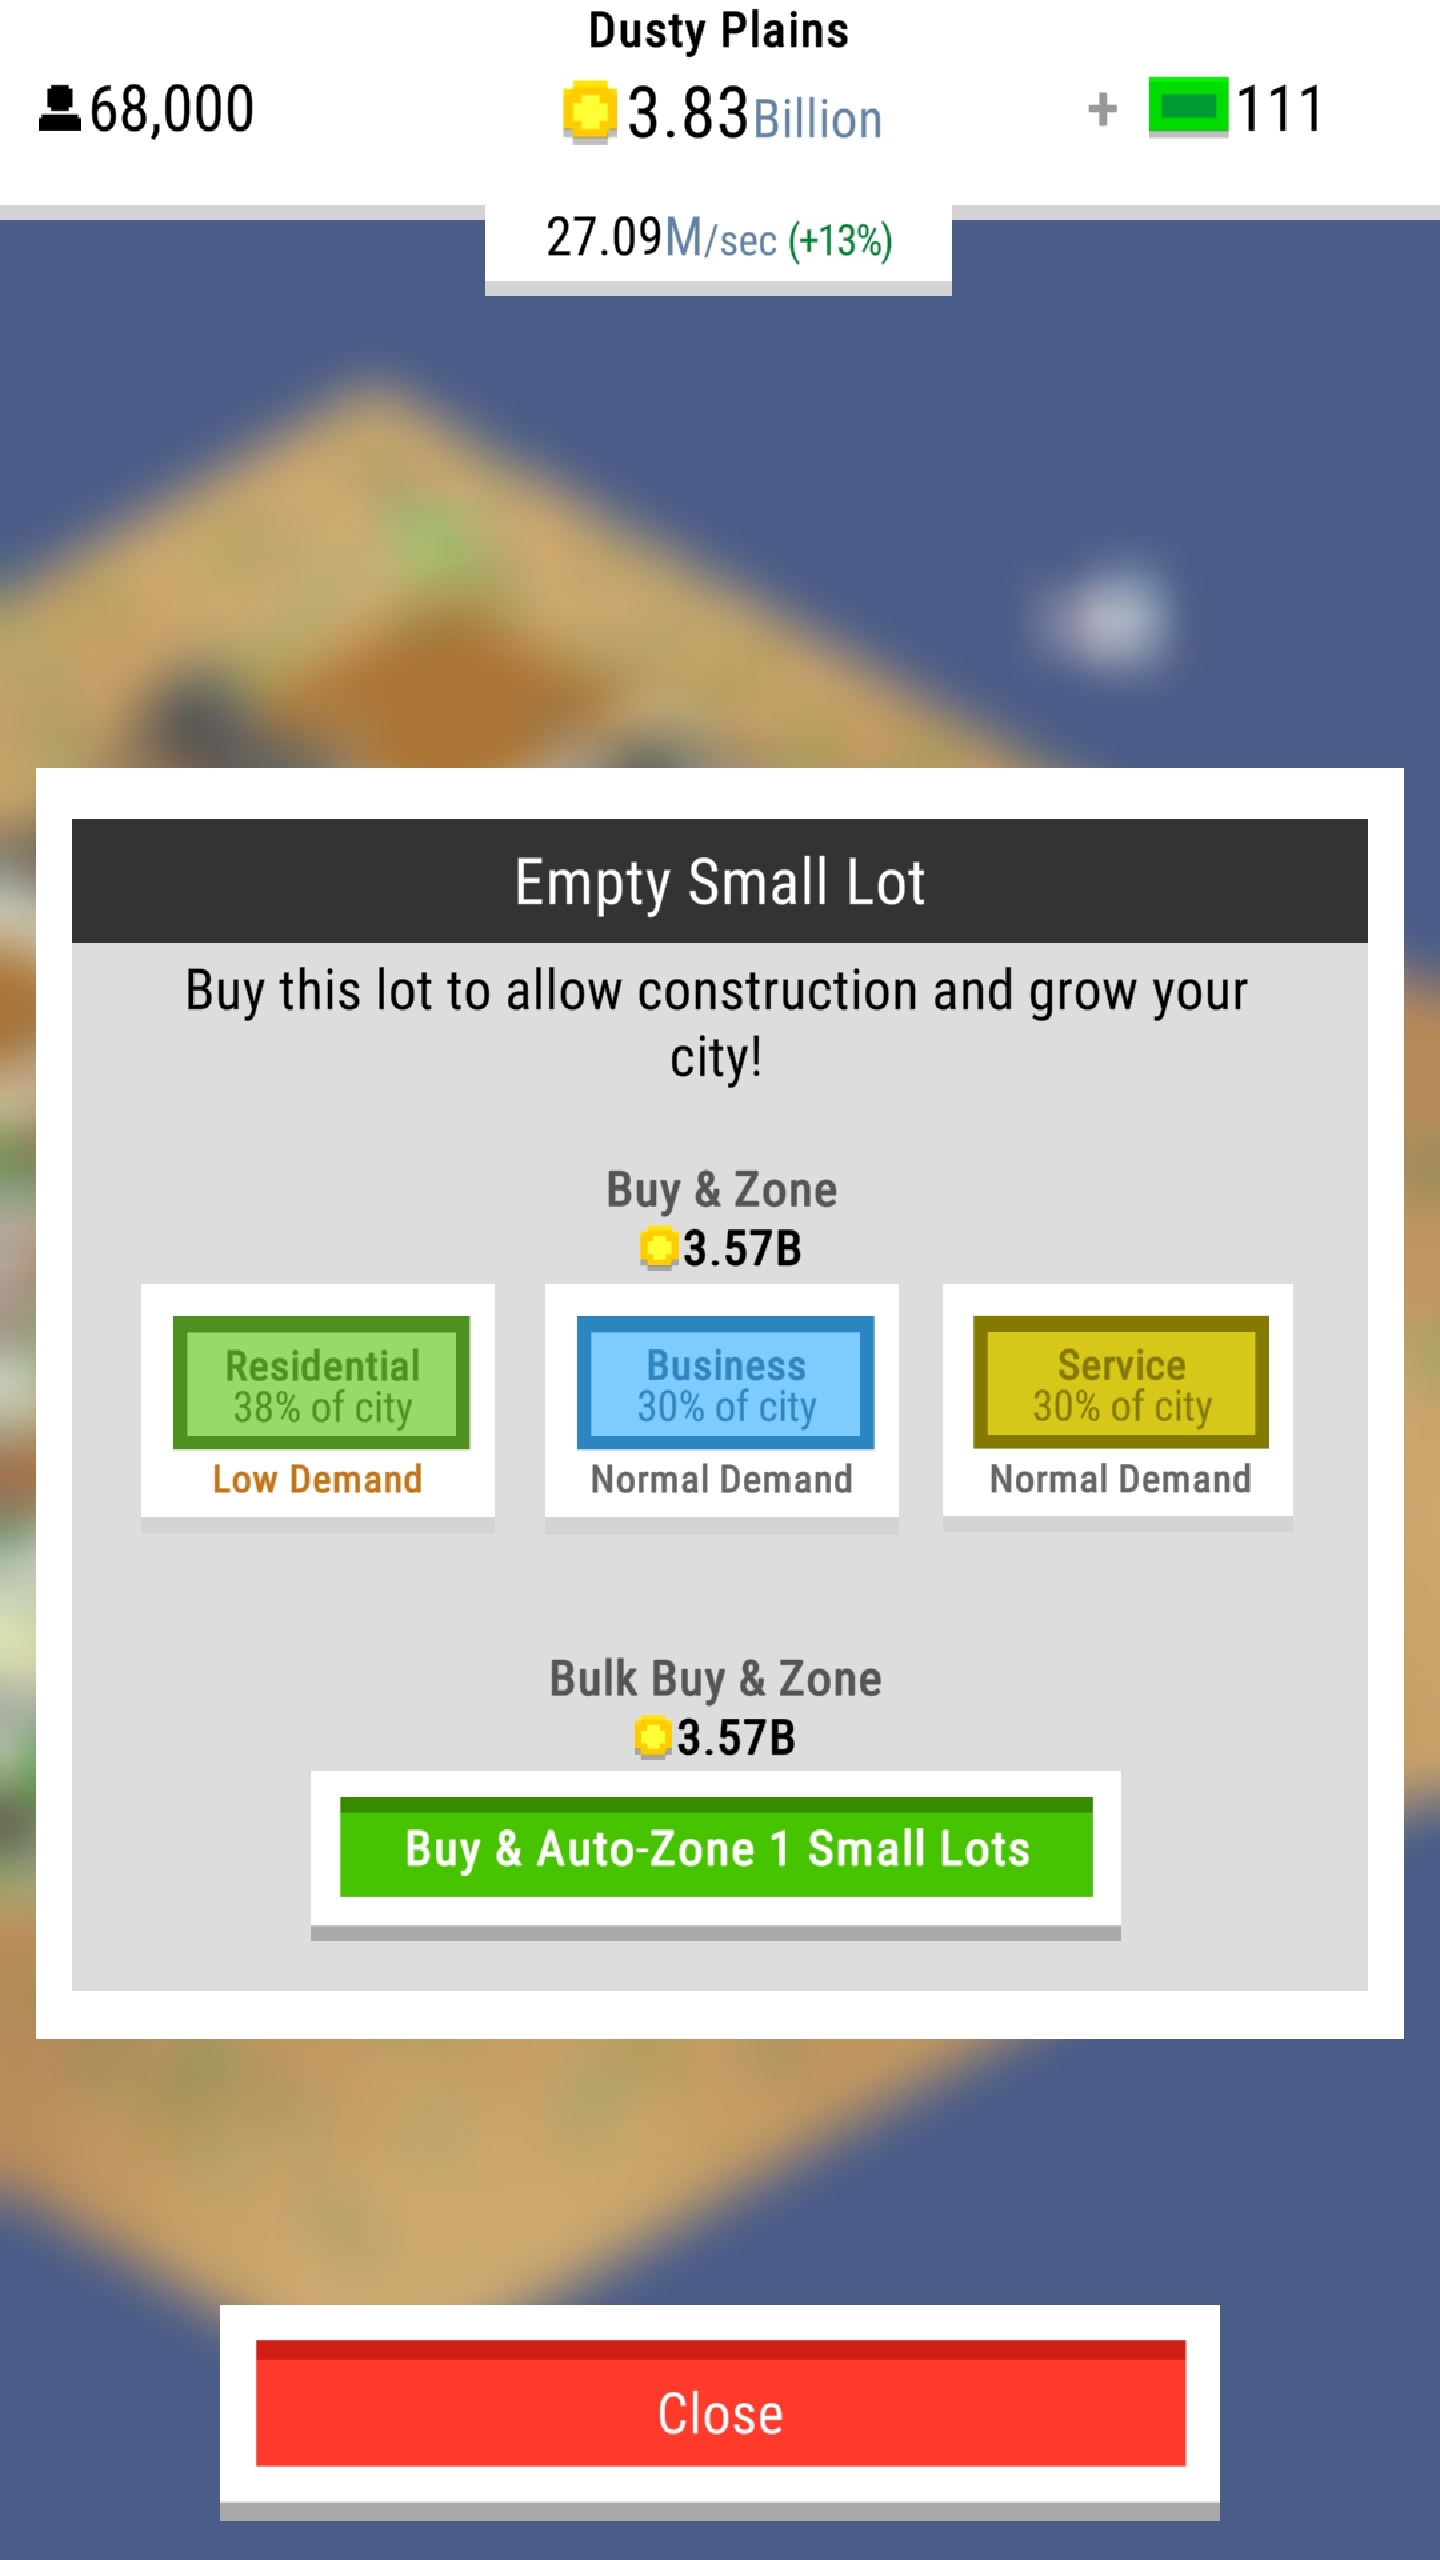 Dusty Plains
68,000
3.83 Billion
+ 111
27.09M/sec (+13%)
Empty Small Lot
Buy this lot to allow construction and grow your
city!
Buy & Zone
3.57B
Residential
38% of city
Low Demand
Business
30% of city
Normal Demand
Service
30% of city
Normal Demand
Bulk Buy & Zone
3.57B
Buy & Auto-Zone 1 Small Lots
Close